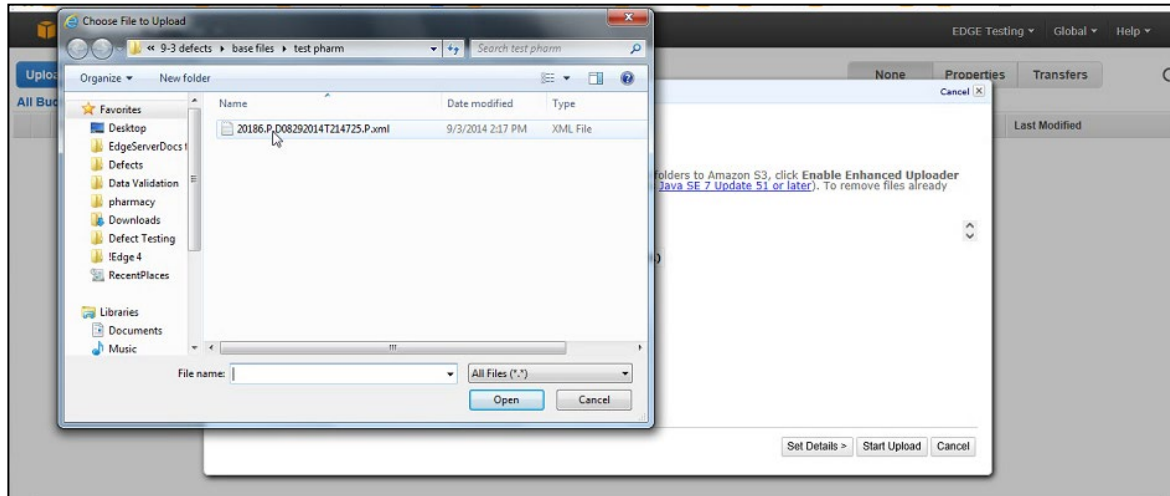 Choose File to Upload
EDGE Testing Global Help
« 9-3 defects ▸ base files ▸ test pharm
Search test pharm
None Properties Transfers
Organize New folder
Cancel X
All Buc
Name Date modified Type
Last Modified
Favorites
20186.P.D08292014T214725.P.xml 9/3/2014 2:17 PM XML File
Desktop
EdgeServerDocs f
Defects
Data Validation
pharmacy
Downloads
Defect Testing
!Edge 4
RecentPlaces
Libraries
Documents
Music
folders to Amazon S3, click Enable Enhanced Uploader
Java SE 7 Update 51 or later). To remove files already
File name: All Files (*.*)
Open Cancel
Set Details > Start Upload Cancel